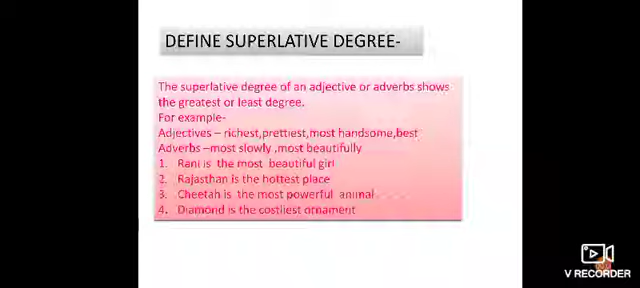 DEFINE SUPERLATIVE DEGREE-
The superlative degree of an adjective or adverbs shows
the greatest or least degree.
For example-
Adjectives – richest,prettiest,most handsome,best
Adverbs –most slowly ,most beautifully
1. Rani is the most beautiful girl
2. Rajasthan is the hottest place
3. Cheetah is the most powerful animal
4. Diamond is the costliest ornament
V RECORDER